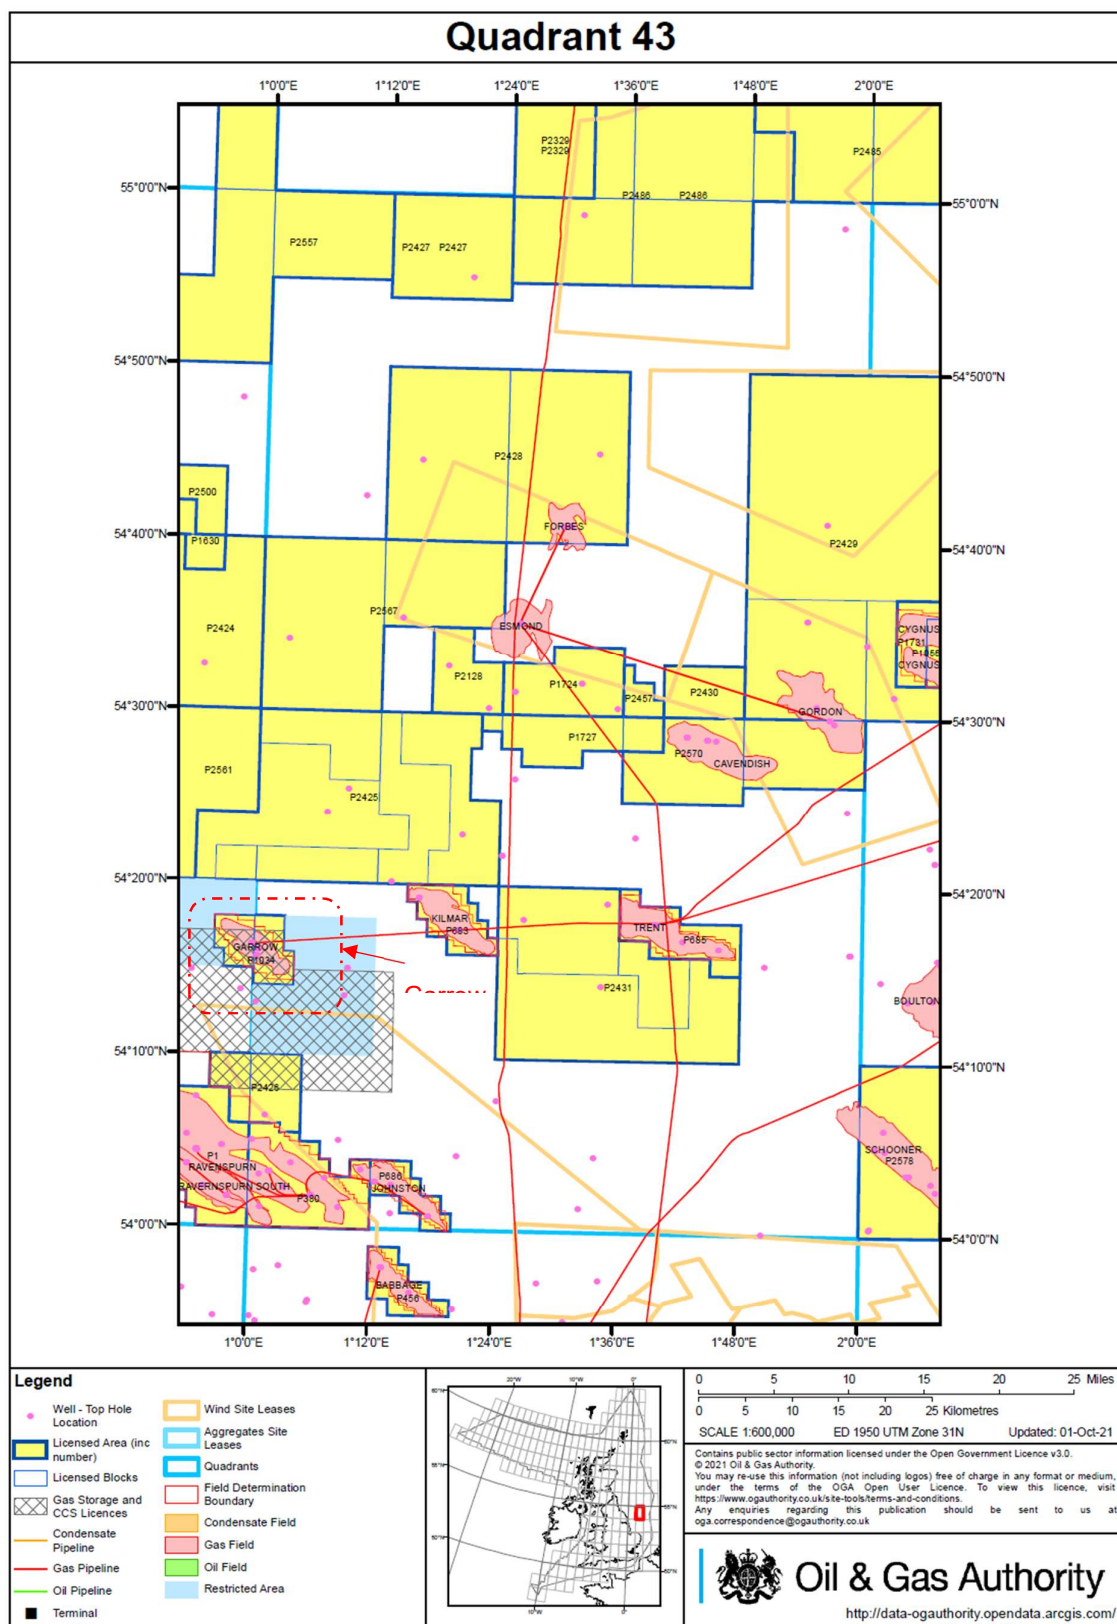 Quadrant 43
1°0'0"E
1°12'0"E
1°24'0"E
1°36'0"E
1°48'0"E
2°0'0"E
P2329
P2329
P2485
55°0'0"N
P2486
P2486
55°0'0"N
P2557
P2427
P2427
54°50'0"N
54°50'0"N
P2428
P2500
FORBES
54°40'0"N
P1630
P2429
54°40'0"N
P2567
P2424
ESMOND
CYGNUS
P1731
P1055
CYGNUS
P2128
P1724
P2457
P2430
54°30'0"N
GORDON
54°30'0"N
P1727
P2570
CAVENDISH
P2561
P2425
54°20'0"N
54°20'0"N
KILMAR
P683
TRENT
P685
GARROW
P1034
P2431
BOULTON
54°10'0"N
54°10'0"N
P2426
SCHOONER
P2578
P1
RAVENSPURN
RAVERNSPURN SOUTH
P380
P686
JOHNSTON
54°0'0"N
54°0'0"N
BABBAGE
P456
1°0'0"E
1°12'0"E
1°24'0"E
1°36'0"E
1°48'0"E
2°0'0"E
Legend
Well - Top Hole
Location
Licensed Area (inc
number)
Licensed Blocks
Gas Storage and
CCS Licences
Condensate
Pipeline
Gas Pipeline
Oil Pipeline
Terminal
Wind Site Leases
Aggregates Site
Leases
Quadrants
Field Determination
Boundary
Condensate Field
Gas Field
Oil Field
Restricted Area
20°W
10°W
0°
60°N
60°N
55°N
55°N
50°N
50°N
10°W
0°
0 5 10 15 20 25 Miles
0 5 10 15 20 25 Kilometres
SCALE 1:600,000 ED 1950 UTM Zone 31N Updated: 01-Oct-21
Contains public sector information licensed under the Open Government Licence v3.0.
© 2021 Oil & Gas Authority.
You may re-use this information (not including logos) free of charge in any format or medium,
under the terms of the OGA Open User Licence. To view this licence, visit
https://www.ogauthority.co.uk/site-tools/terms-and-conditions.
Any enquiries regarding this publication should be sent to us at
oga.correspondence@ogauthority.co.uk
Oil & Gas Authority
http://data-ogauthority.opendata.arcgis.com/